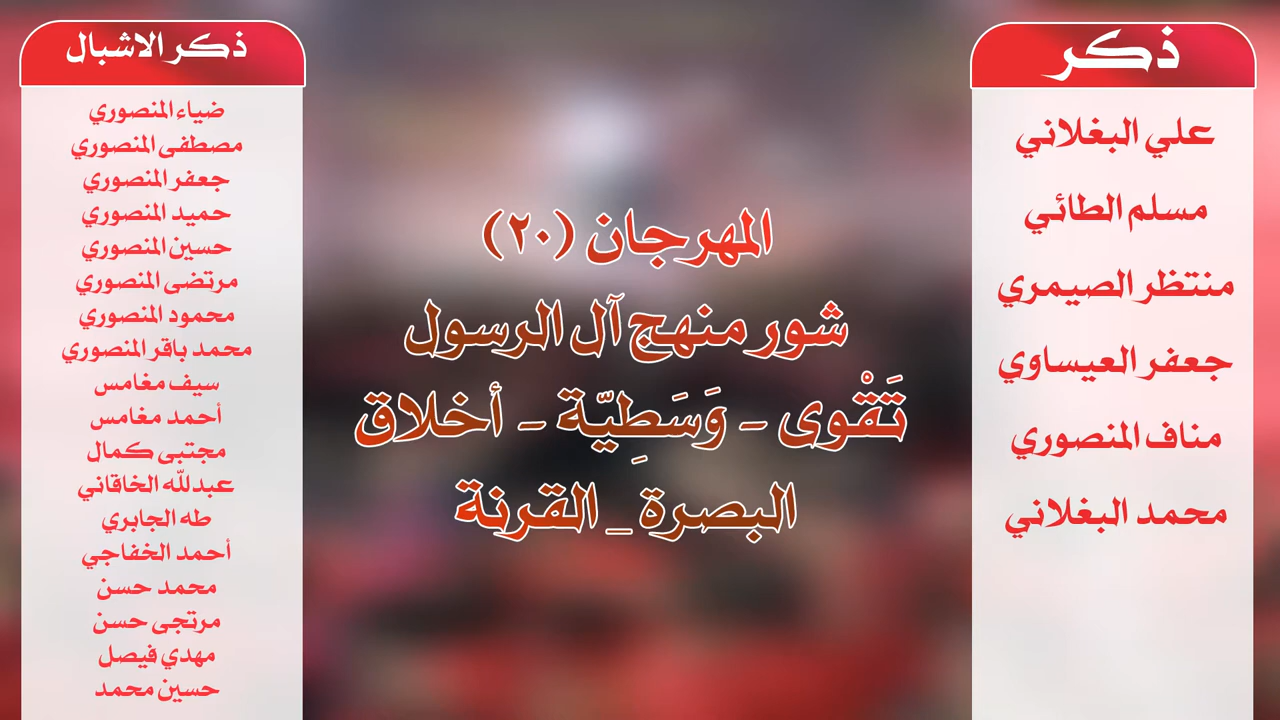 ذكر
علي البغلاني
مسلم الطائي
منتظر الصيمري
جعفر العيساوي
مناف المنصوري
محمد البغلاني
المهرجان (٢٠)
شور منهج آل الرسول
تَقْوى - وَسَطِيّة - أخلاق
البصرة _ القرنة
ذكر الاشبال
ضياء المنصوري
مصطفى المنصوري
جعفر المنصوري
حميد المنصوري
حسين المنصوري
مرتضى المنصوري
محمود المنصوري
محمد باقر المنصوري
سيف مغامس
أحمد مغامس
مجتبى كمال
عبدلله الخاقاني
طه الجابري
أحمد الخفاجي
محمد حسن
مرتجى حسن
مهدي فيصل
حسين محمد